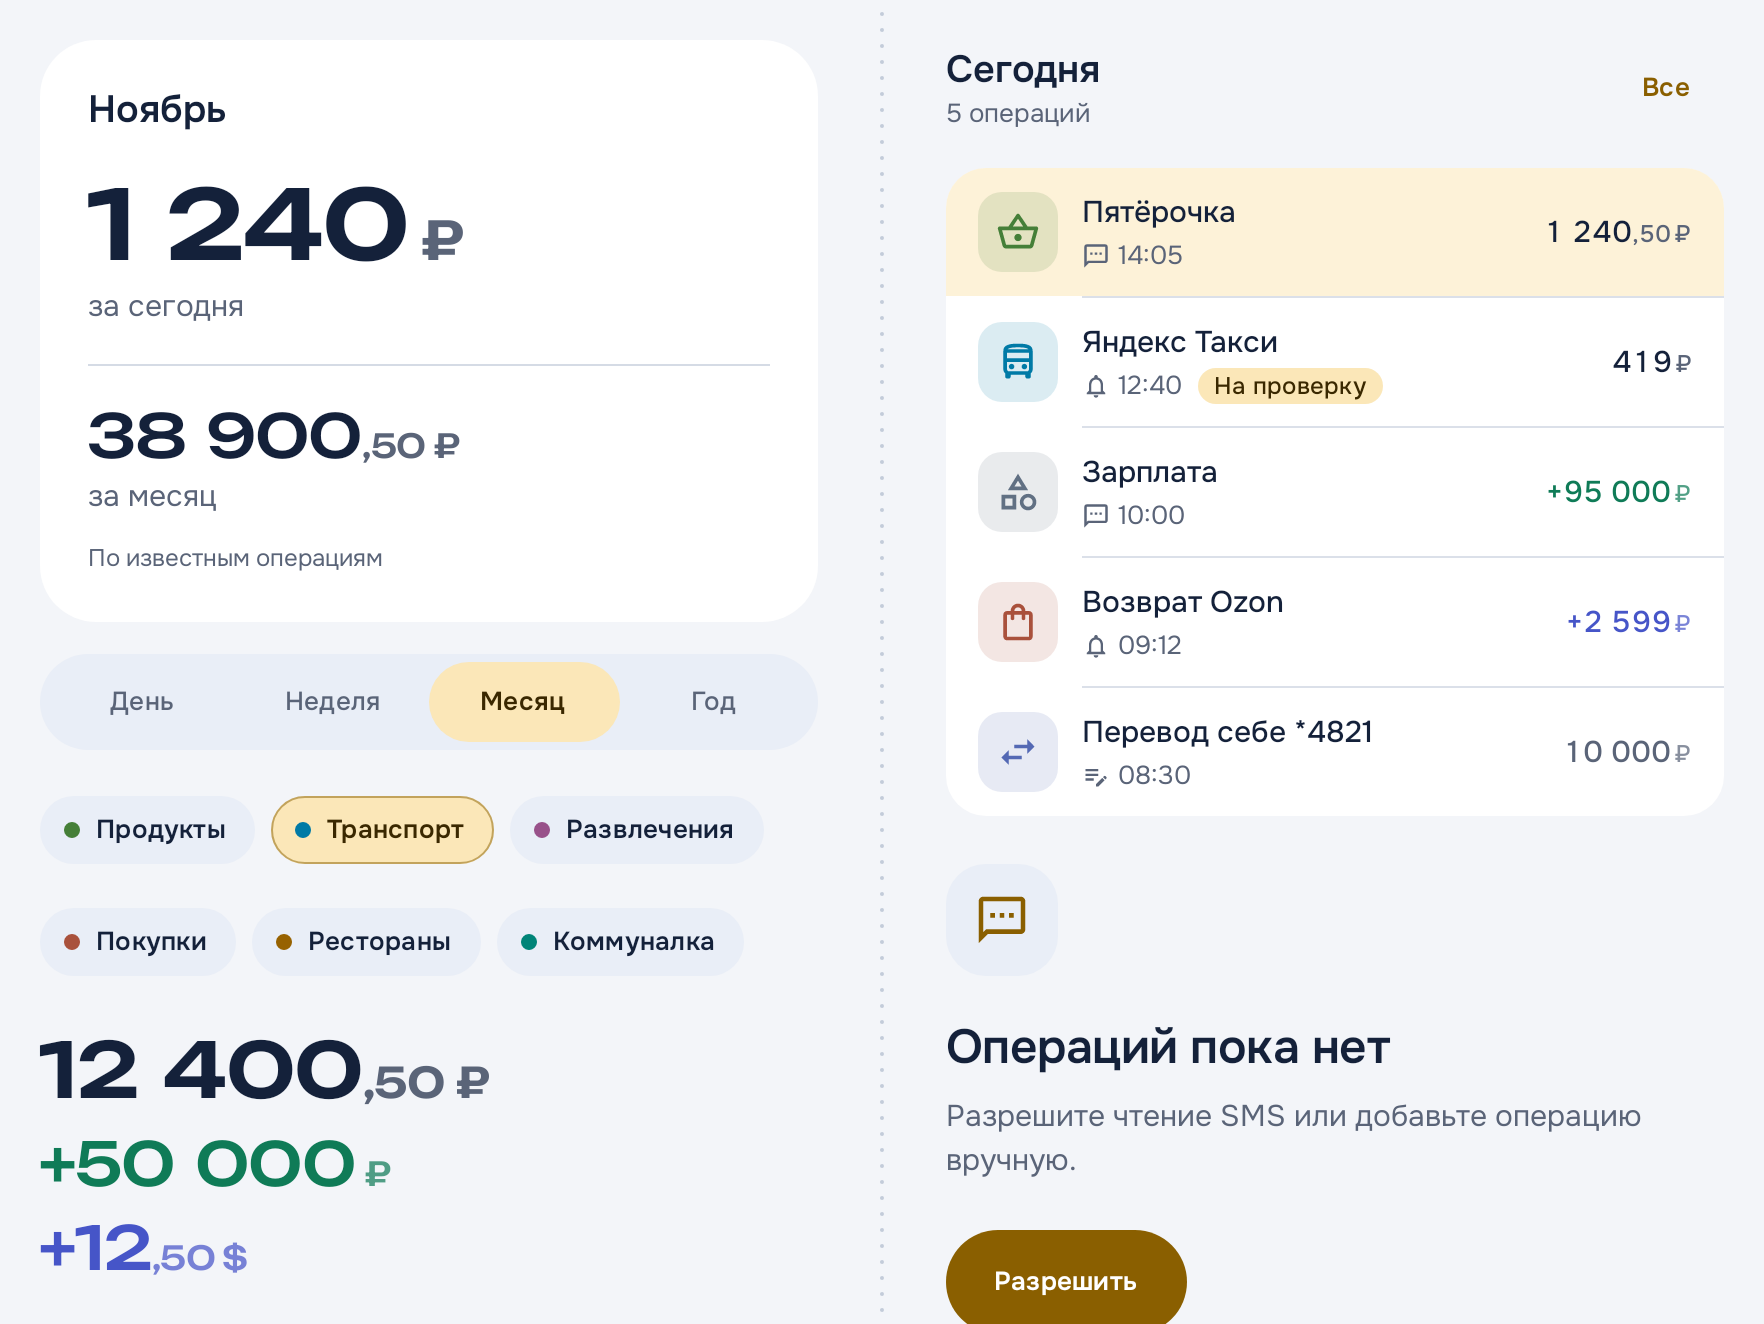 Ноябрь
1 240 ₽
за сегодня
38 900,50 ₽
за месяц
По известным операциям
День Неделя Месяц Год
Продукты Транспорт Развлечения
Покупки Рестораны Коммуналка
12 400,50 ₽
+50 000 ₽
+12,50 $
Сегодня
5 операций
Все
Пятёрочка
14:05
1 240,50 ₽
Яндекс Такси
12:40 На проверку
419 ₽
Зарплата
10:00
+95 000 ₽
Возврат Ozon
09:12
+2 599 ₽
Перевод себе *4821
08:30
10 000 ₽
Операций пока нет
Разрешите чтение SMS или добавьте операцию
вручную.
Разрешить